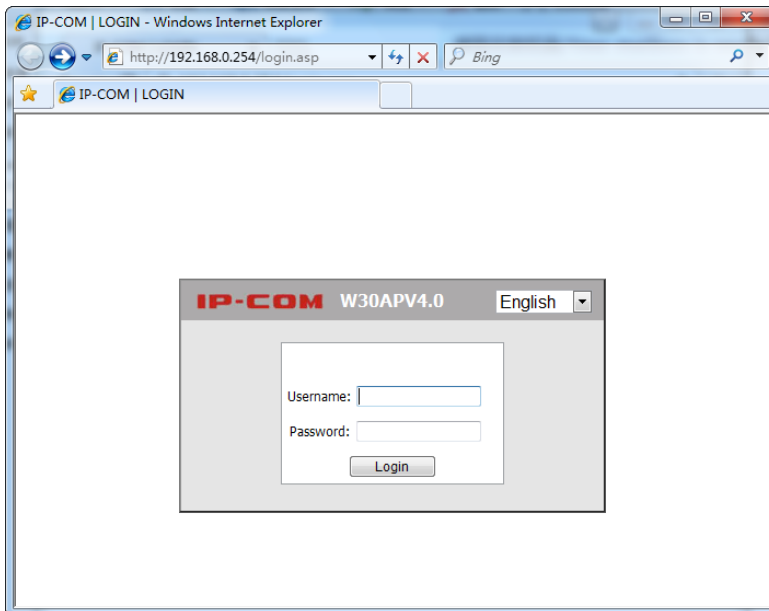 IP-COM | LOGIN - Windows Internet Explorer
http://192.168.0.254/login.asp
Bing
IP-COM | LOGIN
IP-COM W30APV4.0 English
Username:
Password:
Login